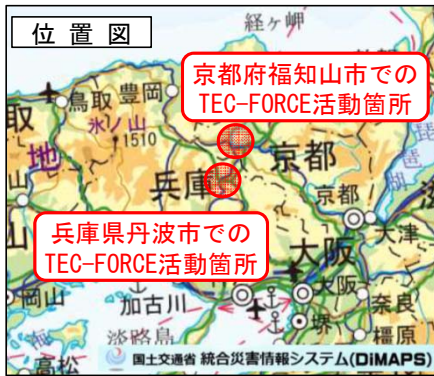 位置図
経ヶ岬
京都府福知山市での
TEC-FORCE活動箇所
鳥取
豊岡
氷ノ山
1510
取
地
京都
琵
琶
湖
兵庫
山
京都
大津
兵庫県丹波市での
TEC-FORCE活動箇所
大阪
岡山
加古川
大阪
奈良
堺
淡路島
橿原
高松
国土交通省 統合災害情報システム(DiMAPS)